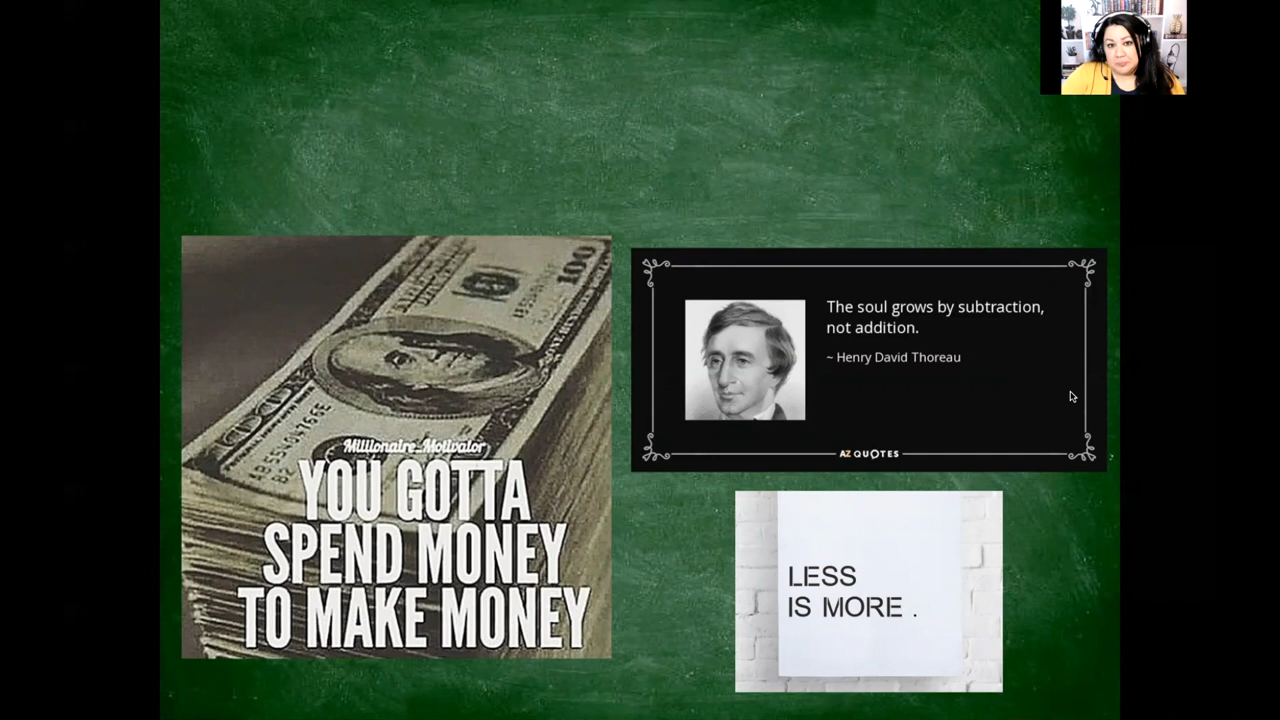 100
Millionaire_Motivator
YOU GOTTA
SPEND MONEY
TO MAKE MONEY
The soul grows by subtraction,
not addition.
~ Henry David Thoreau
AZ QUOTES
LESS
IS MORE .